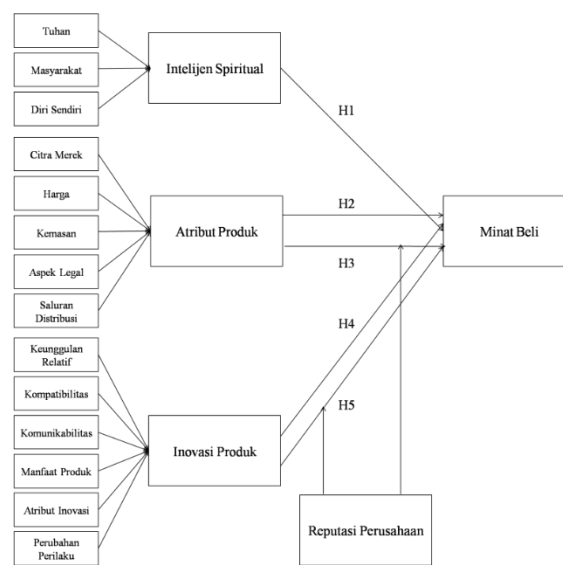 Tuhan
Masyarakat
Diri Sendiri
Intelijen Spiritual
H1
Citra Merek
Harga
Kemasan
Aspek Legal
Saluran
Distribusi
Atribut Produk
H2
H3
Minat Beli
Keunggulan
Relatif
Kompatibilitas
Komunikabilitas
Manfaat Produk
Atribut Inovasi
Perubahan
Perilaku
Inovasi Produk
H4
H5
Reputasi Perusahaan